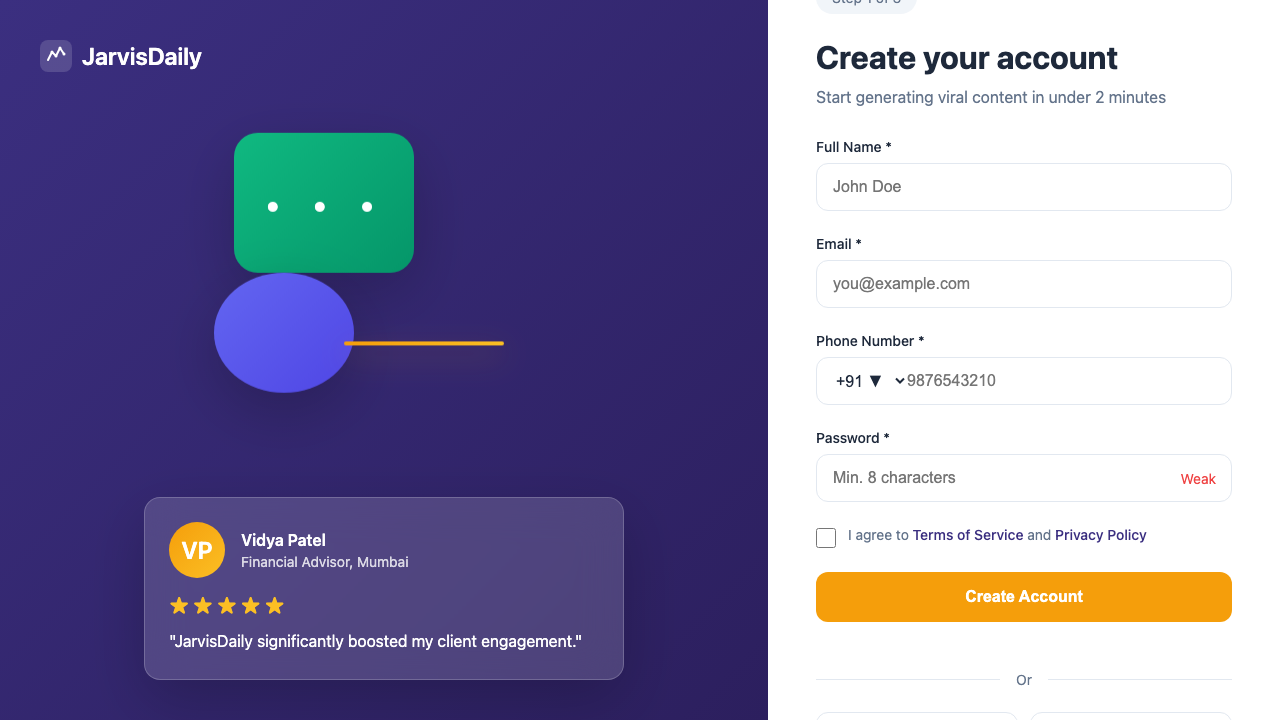 JarvisDaily
VP
Vidya Patel
Financial Advisor, Mumbai
"JarvisDaily significantly boosted my client engagement."
Create your account
Start generating viral content in under 2 minutes
Full Name *
John Doe
Email *
you@example.com
Phone Number *
+91 ▼ 9876543210
Password *
Min. 8 characters Weak
I agree to Terms of Service and Privacy Policy
Create Account
Or